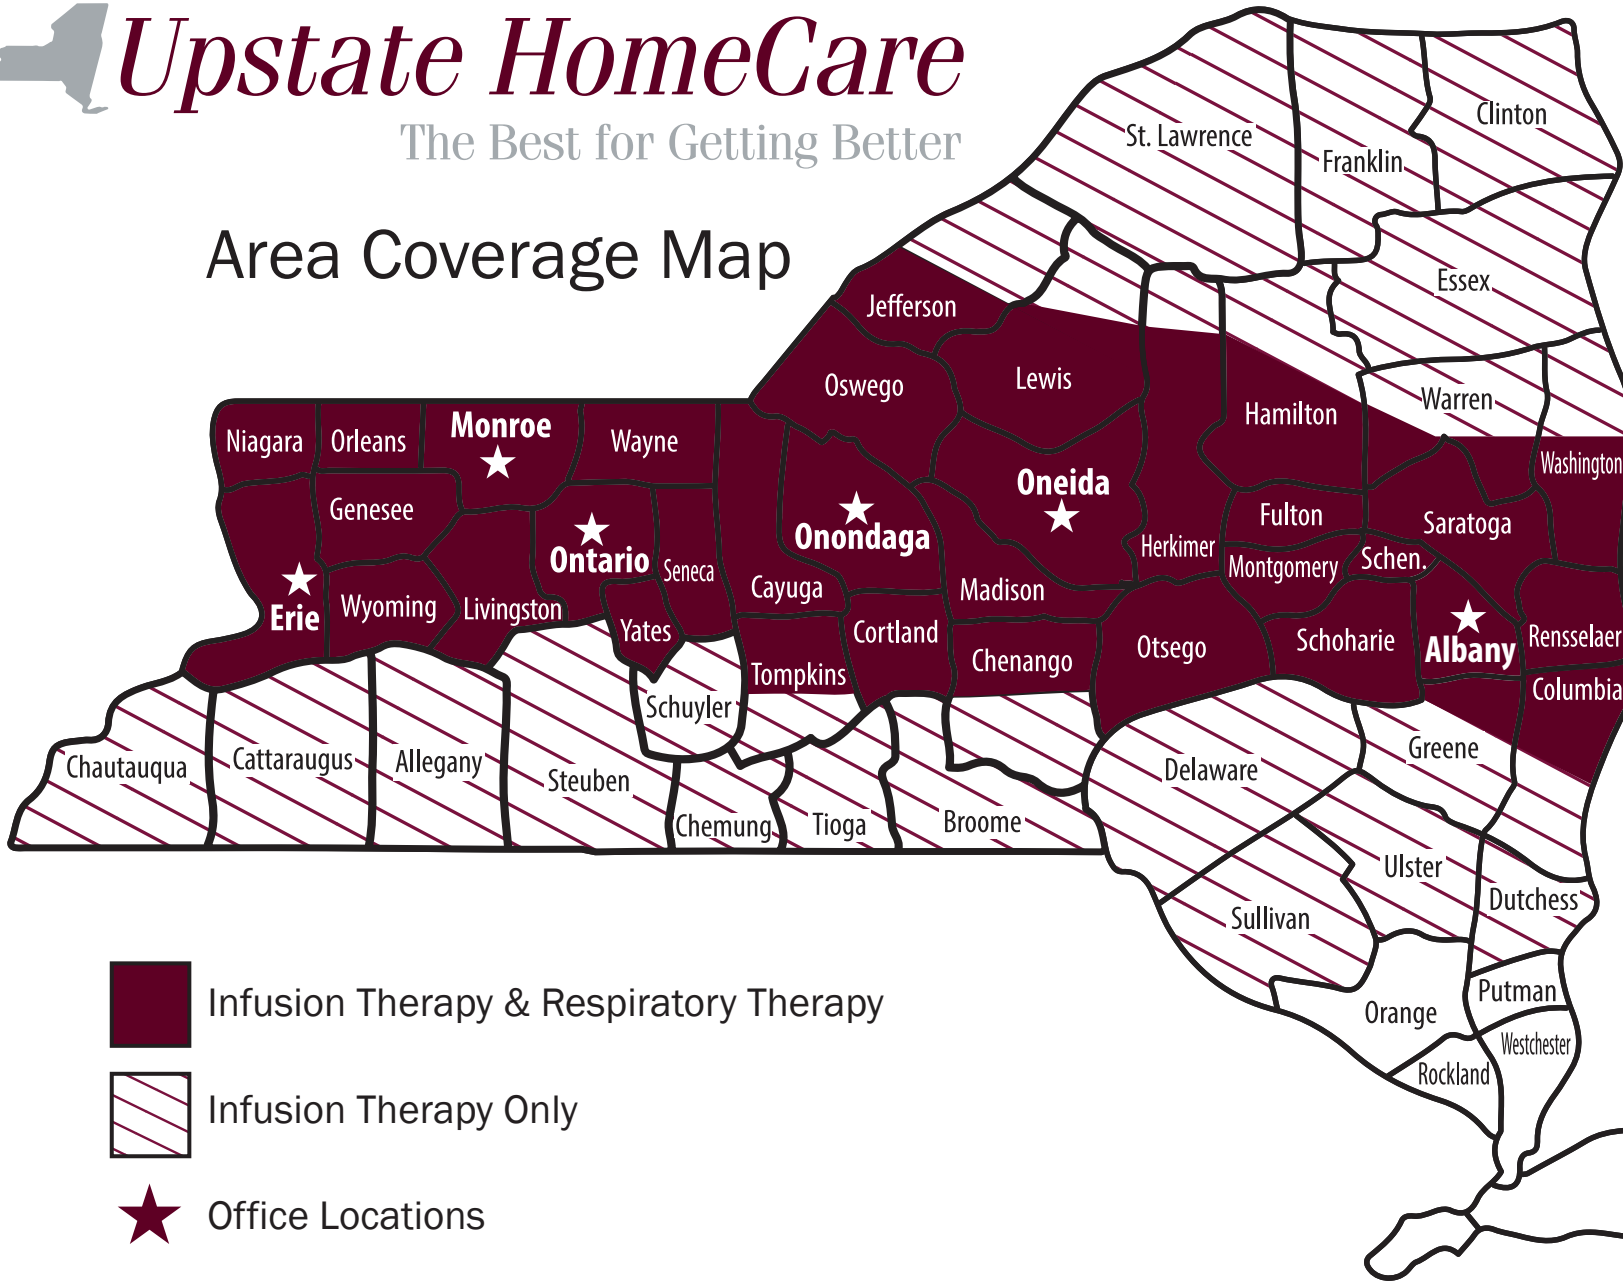 Upstate HomeCare
The Best for Getting Better
Area Coverage Map
Clinton
St. Lawrence
Franklin
Essex
Jefferson
Lewis
Oswego
Warren
Hamilton
Niagara
Orleans
Monroe
Wayne
Washington
Oneida
Genesee
Fulton
Saratoga
Onondaga
Herkimer
Ontario
Seneca
Montgomery
Schen.
Cayuga
Madison
Wyoming
Livingston
Erie
Yates
Cortland
Otsego
Schoharie
Albany
Rensselaer
Chenango
Tompkins
Columbia
Schuyler
Greene
Chautauqua
Cattaraugus
Allegany
Steuben
Delaware
Chemung
Tioga
Broome
Ulster
Dutchess
Sullivan
Putman
Orange
Westchester
Rockland
Infusion Therapy & Respiratory Therapy
Infusion Therapy Only
Office Locations